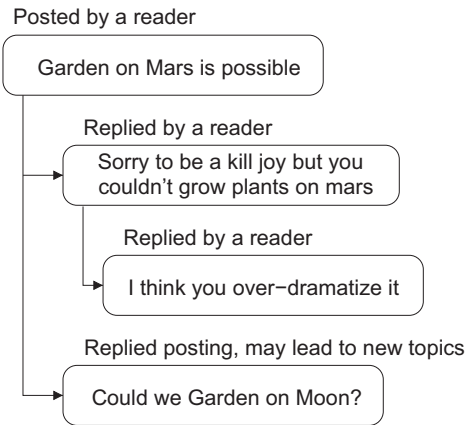 Posted by a reader
Garden on Mars is possible
Replied by a reader
Sorry to be a kill joy but you
couldn't grow plants on mars
Replied by a reader
I think you over−dramatize it
Replied posting, may lead to new topics
Could we Garden on Moon?